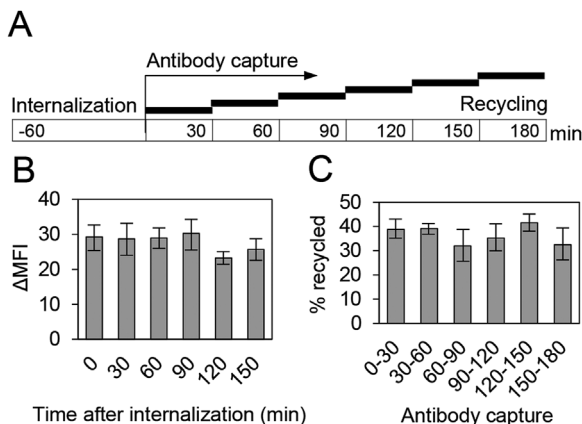 A
Antibody capture
Internalization
Recycling
-60 30 60 90 120 150 180 min
B
40
30
20
10
0
ΔMFI
0 30 60 90 120 150
Time after internalization (min)
C
50
40
30
20
10
0
% recycled
0-30 30-60 60-90 90-120 120-150 150-180
Antibody capture